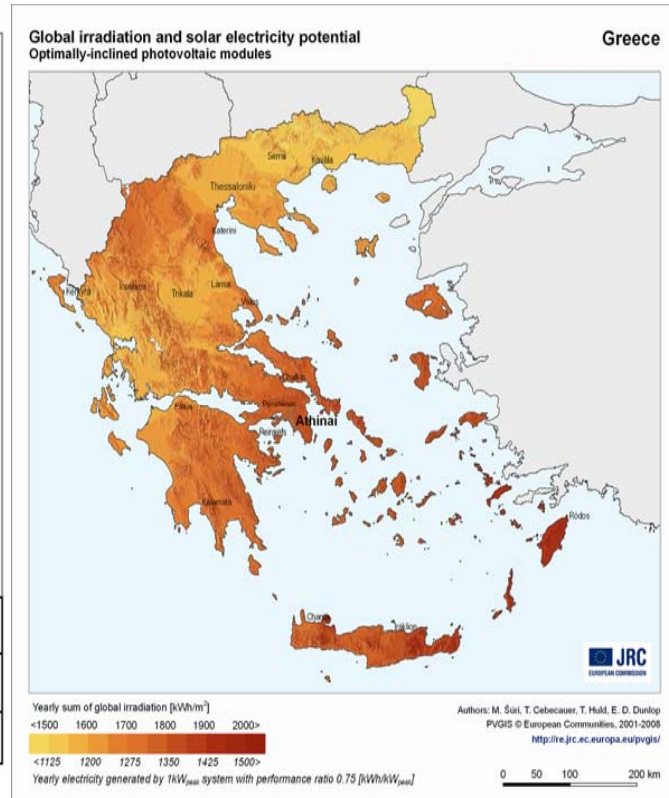 Global irradiation and solar electricity potential
Optimally-inclined photovoltaic modules
Greece
Serrai
Kavala
Thessaloniki
Katerini
Kerkyra
Ioannina
Trikala
Larisa
Volos
Chalkis
Patras
Peristerion
Athinai
Peiraiefs
Kalamata
Rodos
Chania
Iraklion
JRC
EUROPEAN COMMISSION
Yearly sum of global irradiation [kWh/m²]
<1500 1600 1700 1800 1900 2000>
<1125 1200 1275 1350 1425 1500>
Yearly electricity generated by 1kWpeak system with performance ratio 0.75 [kWh/kWpeak]
Authors: M. Šúri, T. Cebecauer, T. Huld, E. D. Dunlop
PVGIS © European Communities, 2001-2008
http://re.jrc.ec.europa.eu/pvgis/
0 50 100 200 km